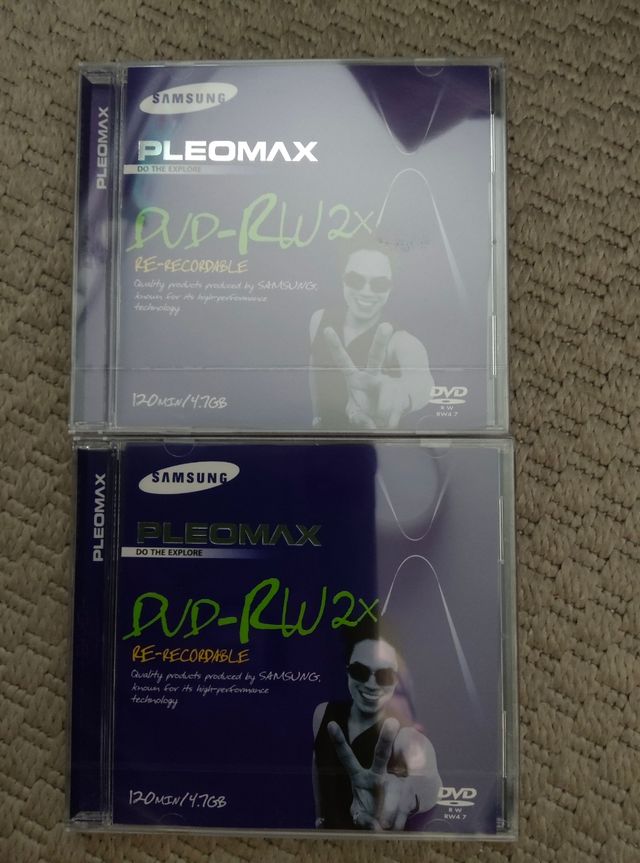 PLEOMAX
SAMSUNG
PLEOMAX
DO THE EXPLORE
DVD-RW 2x
RE-RECORDABLE
Quality products produced by SAMSUNG,
known for its high-performance
technology
120MIN/4.7GB
DVD
R W
RW4.7
PLEOMAX
SAMSUNG
PLEOMAX
DO THE EXPLORE
DVD-RW 2x
RE-RECORDABLE
Quality products produced by SAMSUNG,
known for its high-performance
technology
120MIN/4.7GB
DVD
R W
RW4.7